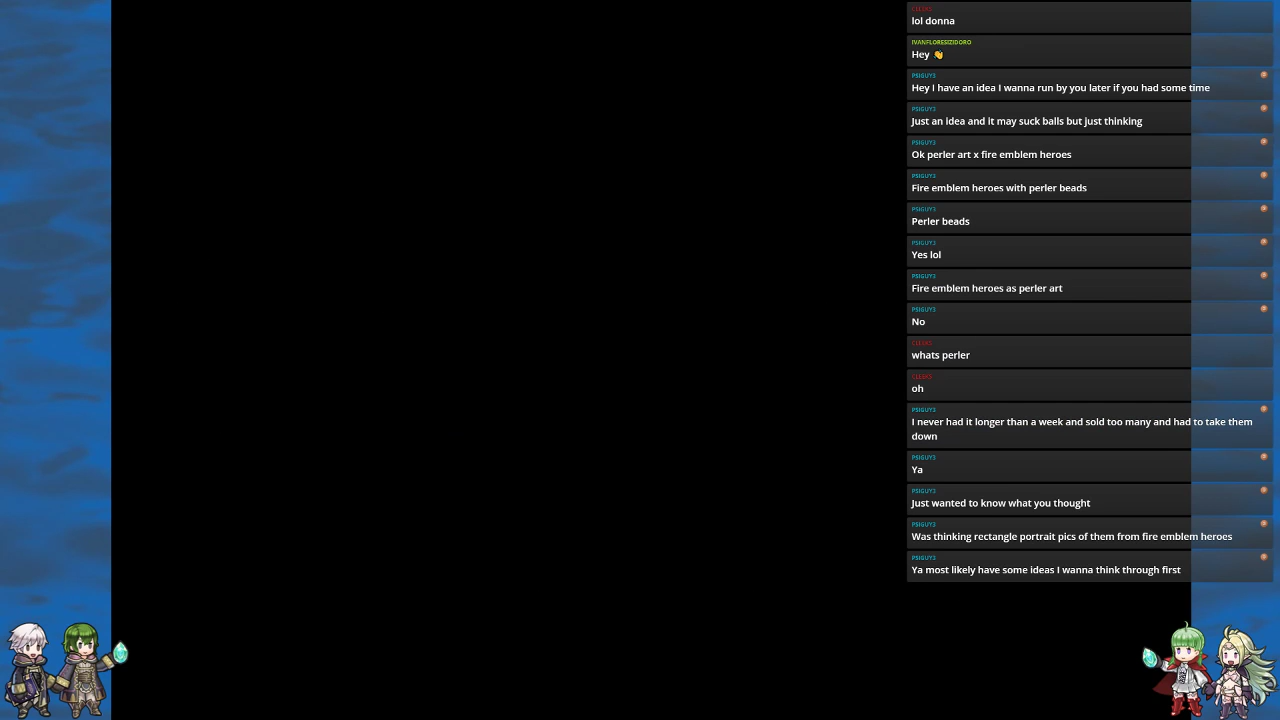 CLEEKS
lol donna
IVANFLORESIZIDORO
Hey 👏
PSIGUY3
Hey I have an idea I wanna run by you later if you had some time
PSIGUY3
Just an idea and it may suck balls but just thinking
PSIGUY3
Ok perler art x fire emblem heroes
PSIGUY3
Fire emblem heroes with perler beads
PSIGUY3
Perler beads
PSIGUY3
Yes lol
PSIGUY3
Fire emblem heroes as perler art
PSIGUY3
No
CLEEKS
whats perler
CLEEKS
oh
PSIGUY3
I never had it longer than a week and sold too many and had to take them
down
PSIGUY3
Ya
PSIGUY3
Just wanted to know what you thought
PSIGUY3
Was thinking rectangle portrait pics of them from fire emblem heroes
PSIGUY3
Ya most likely have some ideas I wanna think through first